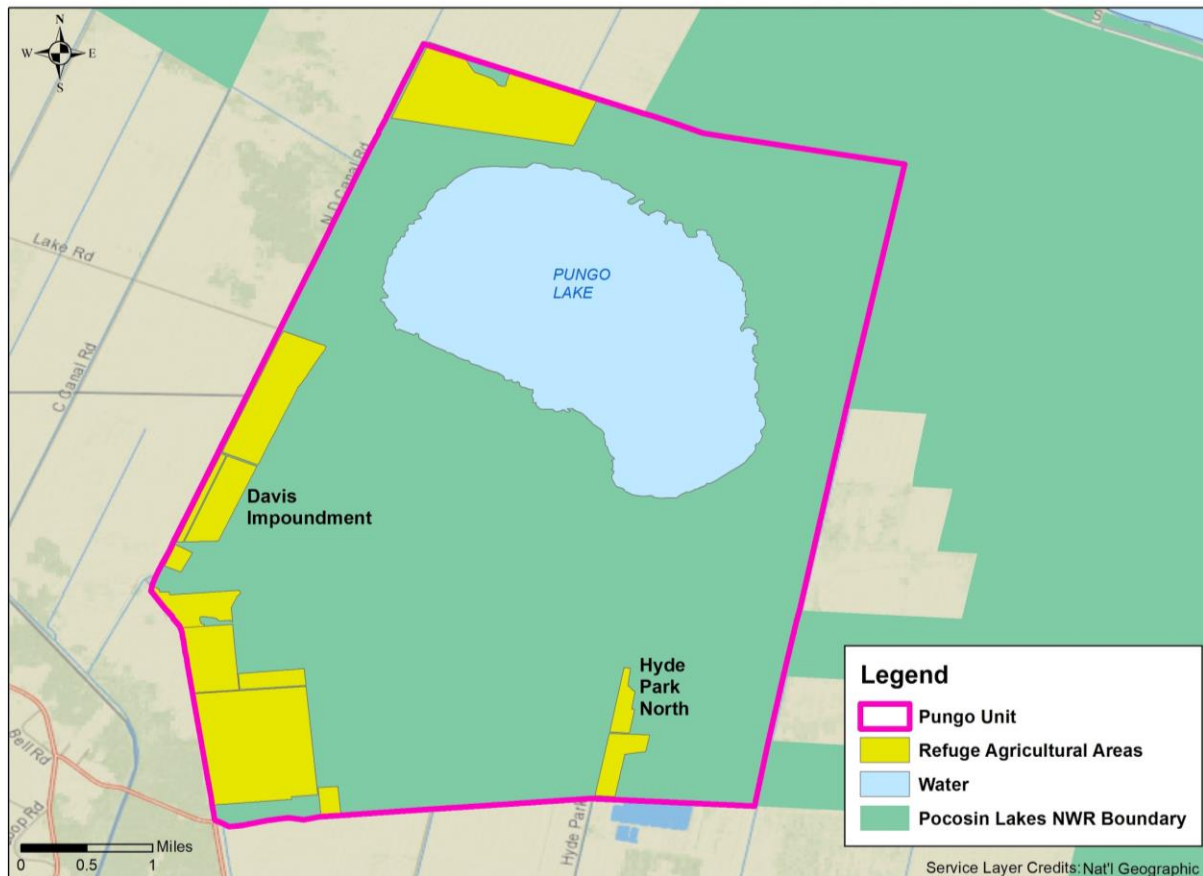 N
W E
S
N D Canal Rd
Lake Rd
C Canal Rd
PUNGO
LAKE
Davis
Impoundment
Hyde
Park
North
Bell Rd
Hyde Park
Legend
Pungo Unit
Refuge Agricultural Areas
Water
Pocosin Lakes NWR Boundary
Miles
0 0.5 1
Service Layer Credits: Nat'l Geographic